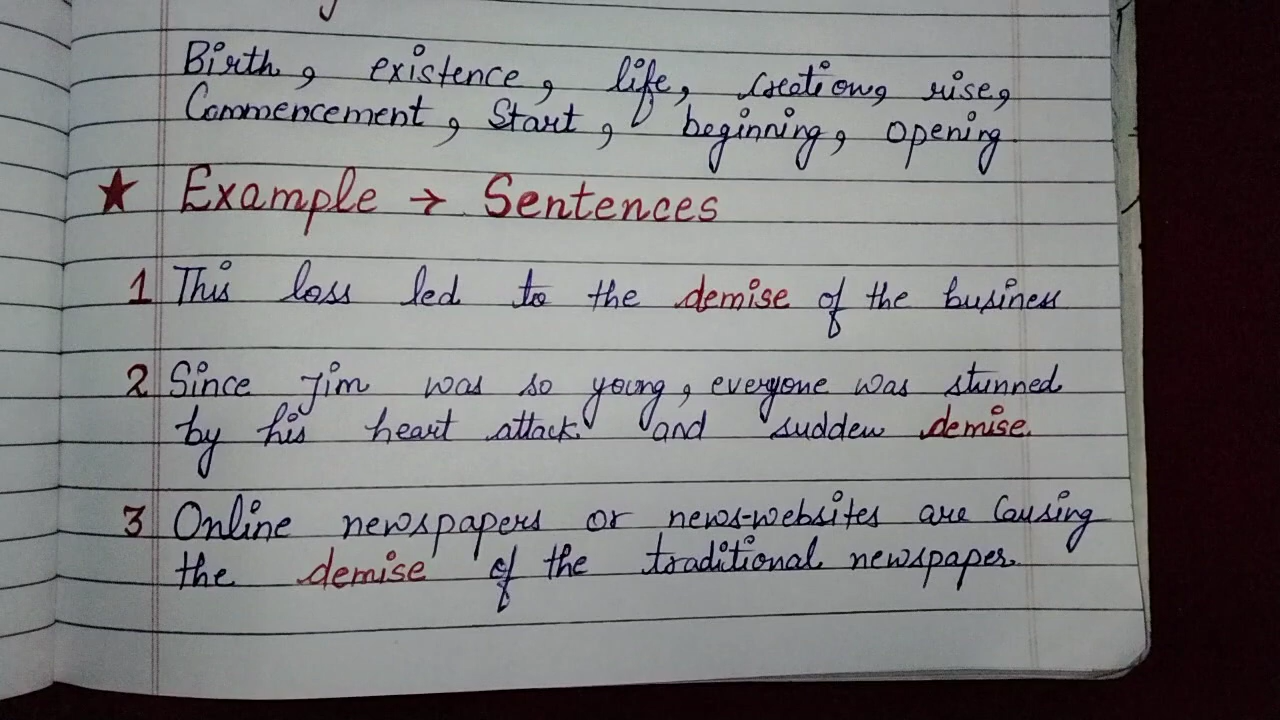 Birth, existence, life, creation, rise,
Commencement, Start, beginning, opening
★ Example → Sentences
1 This loss led to the demise of the business
2 Since Jim was so young, everyone was stunned
by his heart attack and sudden demise.
3 Online newspapers or news-websites are Causing
the demise of the traditional newspaper.